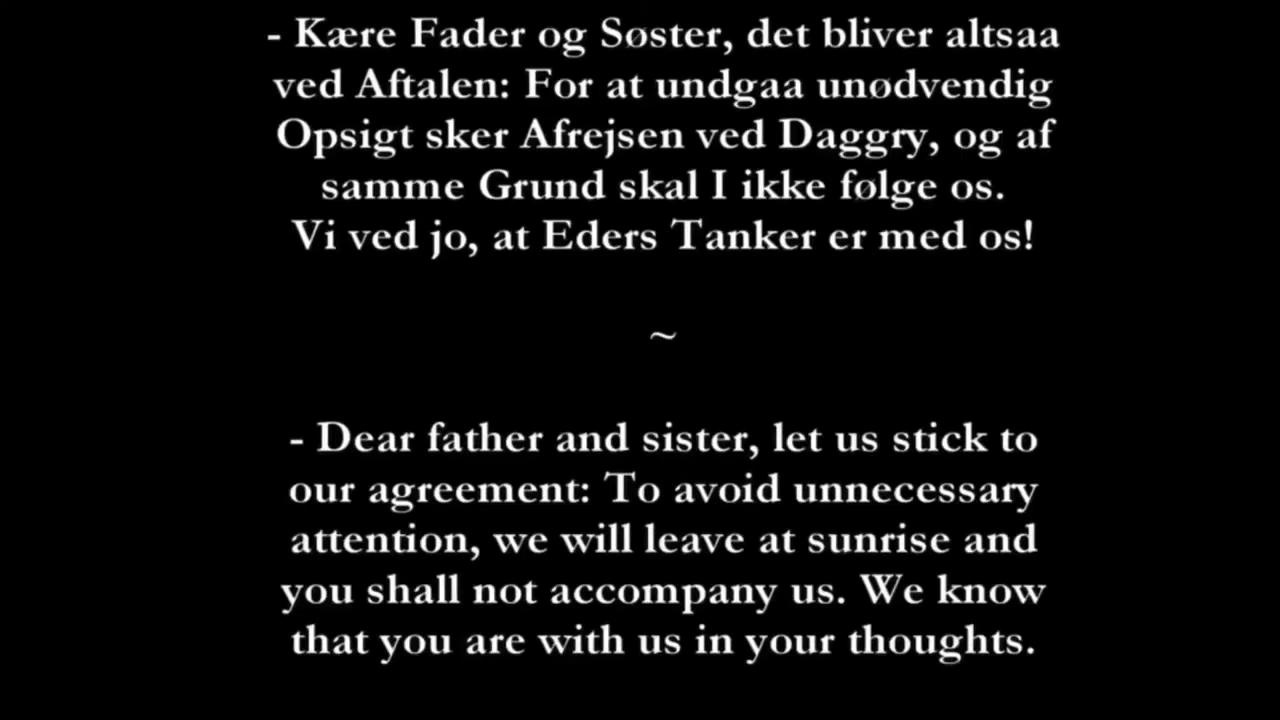 - Kære Fader og Søster, det bliver altsaa
ved Aftalen: For at undgaa unødvendig
Opsigt sker Afrejsen ved Daggry, og af
samme Grund skal I ikke følge os.
Vi ved jo, at Eders Tanker er med os!
~
- Dear father and sister, let us stick to
our agreement: To avoid unnecessary
attention, we will leave at sunrise and
you shall not accompany us. We know
that you are with us in your thoughts.